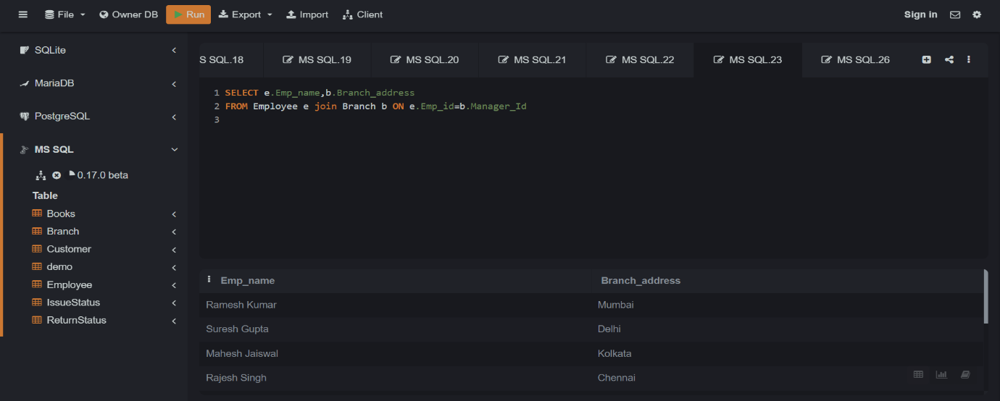 File Owner DB Run Export Import Client Sign in
SQLite
MariaDB
PostgreSQL
MS SQL
0.17.0 beta
Table
Books
Branch
Customer
demo
Employee
IssueStatus
ReturnStatus
S SQL.18 MS SQL.19 MS SQL.20 MS SQL.21 MS SQL.22 MS SQL.23 MS SQL.26
1 SELECT e.Emp_name,b.Branch_address
2 FROM Employee e join Branch b ON e.Emp_id=b.Manager_Id
3
Emp_name Branch_address
Ramesh Kumar Mumbai
Suresh Gupta Delhi
Mahesh Jaiswal Kolkata
Rajesh Singh Chennai